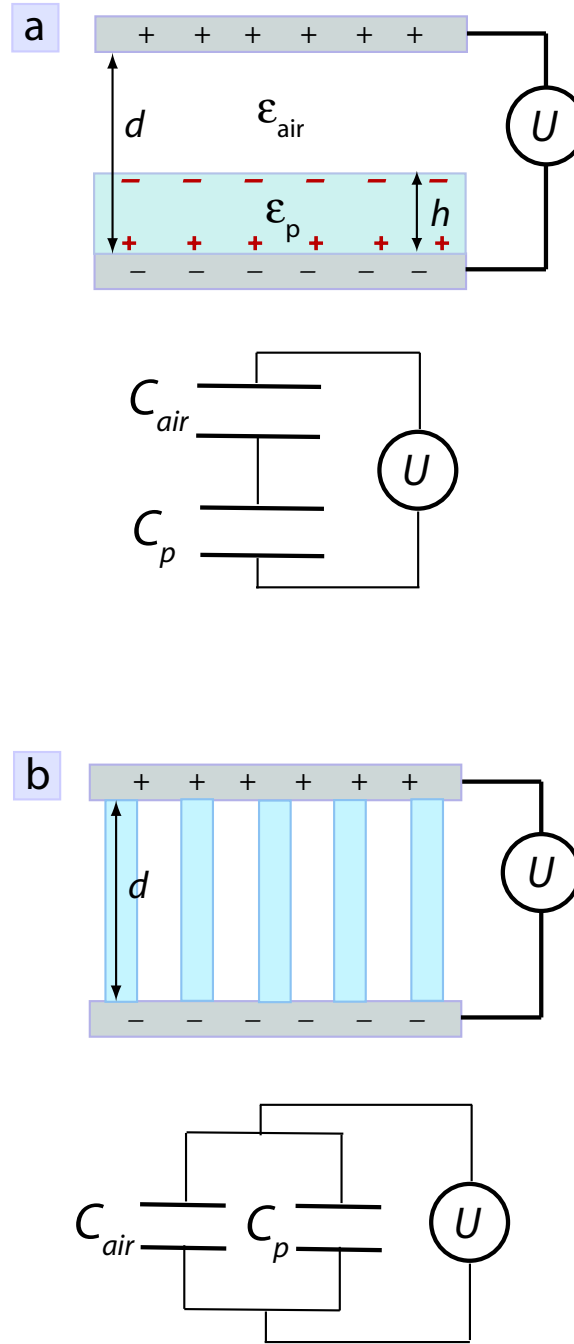 a
+ + + + + +
d
ε_air
U
− − − − − −
ε_p
h
+ + + + + +
− − − − − −
C_air
U
C_p
b
+ + + + + +
d
U
− − − − − −
C_air
C_p
U